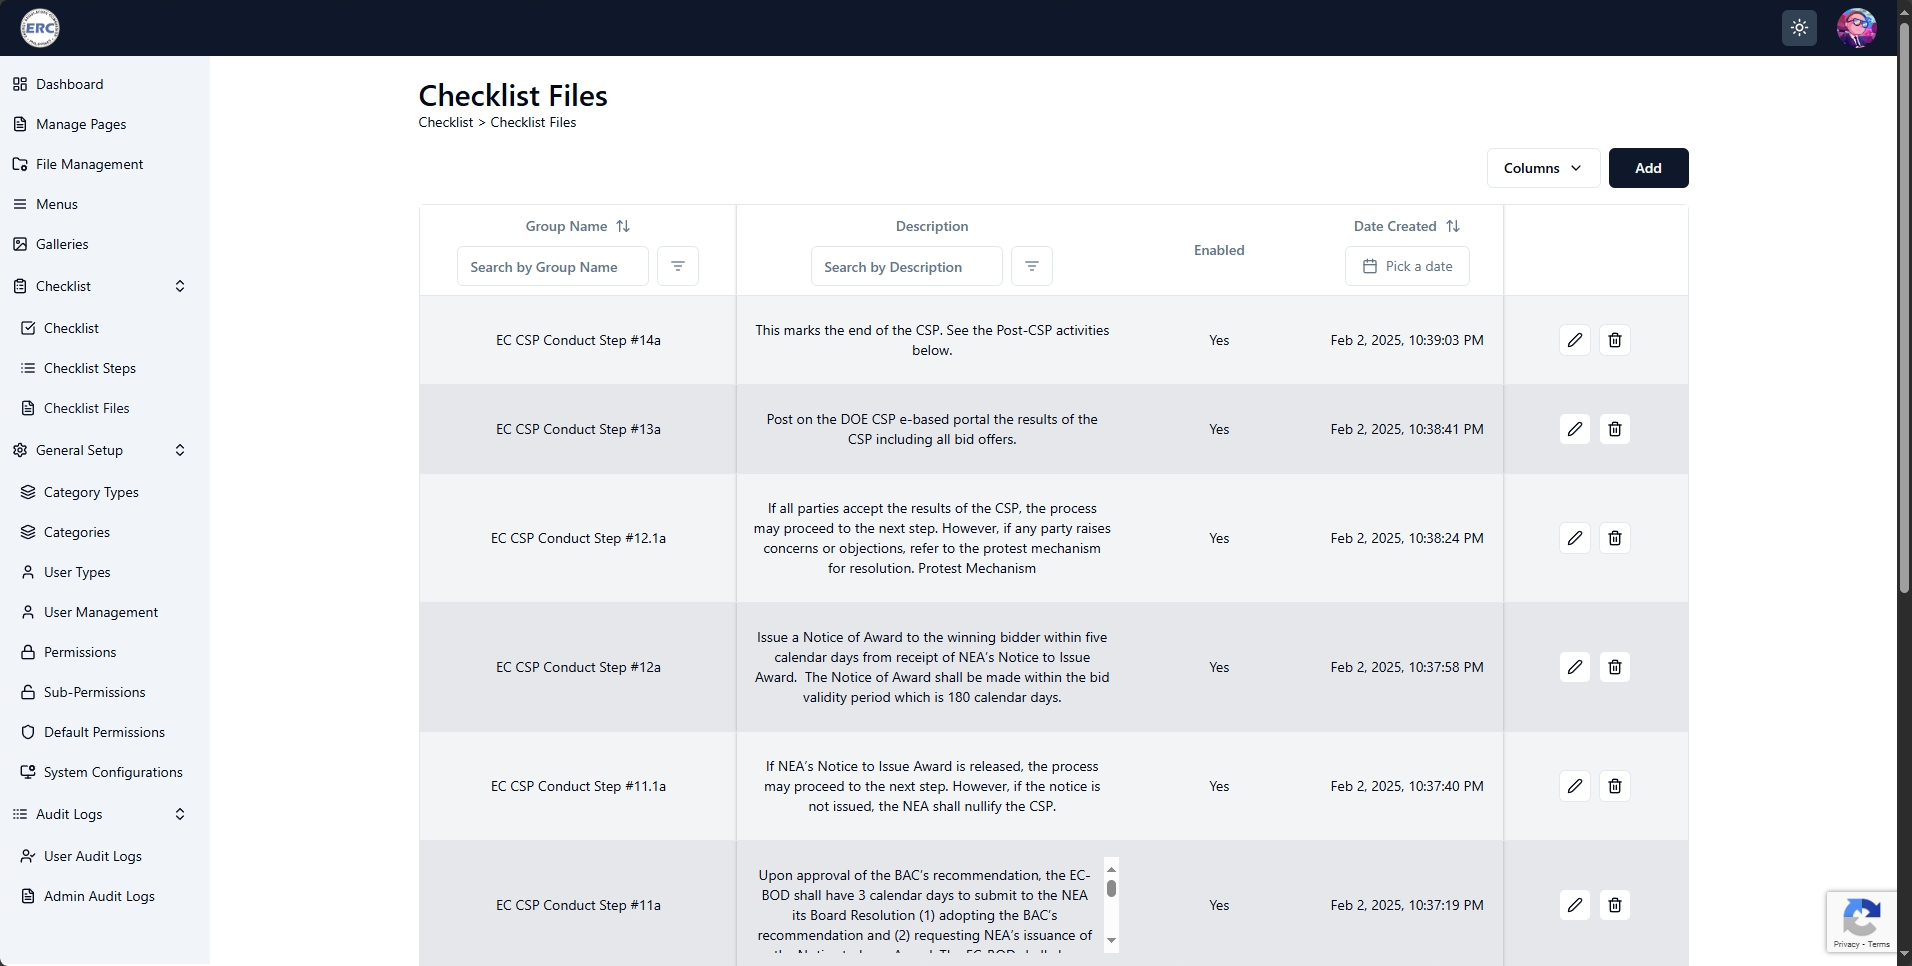 ERC
Dashboard
Manage Pages
File Management
Menus
Galleries
Checklist
Checklist
Checklist Steps
Checklist Files
General Setup
Category Types
Categories
User Types
User Management
Permissions
Sub-Permissions
Default Permissions
System Configurations
Audit Logs
User Audit Logs
Admin Audit Logs
Checklist Files
Checklist > Checklist Files
Columns
Add
Group Name
Search by Group Name
Description
Search by Description
Enabled
Date Created
Pick a date
EC CSP Conduct Step #14a
This marks the end of the CSP. See the Post-CSP activities
below.
Yes
Feb 2, 2025, 10:39:03 PM
EC CSP Conduct Step #13a
Post on the DOE CSP e-based portal the results of the
CSP including all bid offers.
Yes
Feb 2, 2025, 10:38:41 PM
EC CSP Conduct Step #12.1a
If all parties accept the results of the CSP, the process
may proceed to the next step. However, if any party raises
concerns or objections, refer to the protest mechanism
for resolution. Protest Mechanism
Yes
Feb 2, 2025, 10:38:24 PM
EC CSP Conduct Step #12a
Issue a Notice of Award to the winning bidder within five
calendar days from receipt of NEA’s Notice to Issue
Award. The Notice of Award shall be made within the bid
validity period which is 180 calendar days.
Yes
Feb 2, 2025, 10:37:58 PM
EC CSP Conduct Step #11.1a
If NEA’s Notice to Issue Award is released, the process
may proceed to the next step. However, if the notice is
not issued, the NEA shall nullify the CSP.
Yes
Feb 2, 2025, 10:37:40 PM
EC CSP Conduct Step #11a
Upon approval of the BAC’s recommendation, the EC-
BOD shall have 3 calendar days to submit to the NEA
its Board Resolution (1) adopting the BAC’s
recommendation and (2) requesting NEA’s issuance of
Yes
Feb 2, 2025, 10:37:19 PM
Privacy - Terms